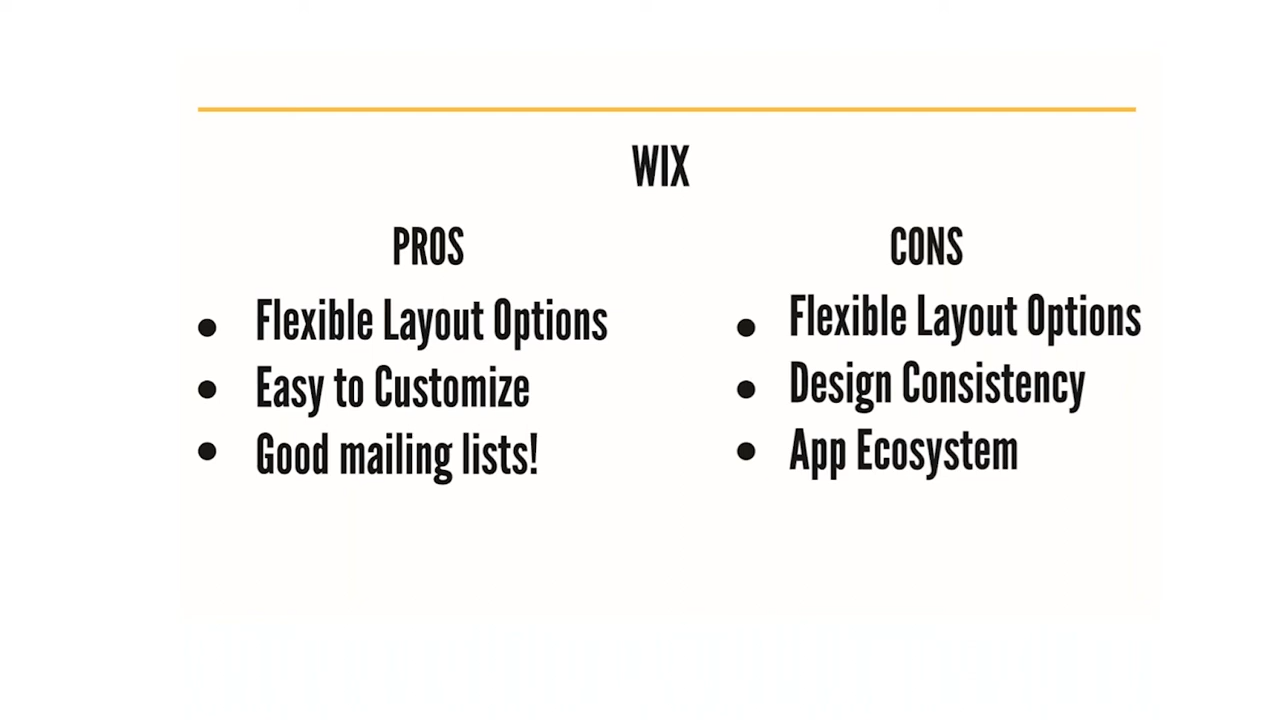 WIX
PROS
• Flexible Layout Options
• Easy to Customize
• Good mailing lists!
CONS
• Flexible Layout Options
• Design Consistency
• App Ecosystem